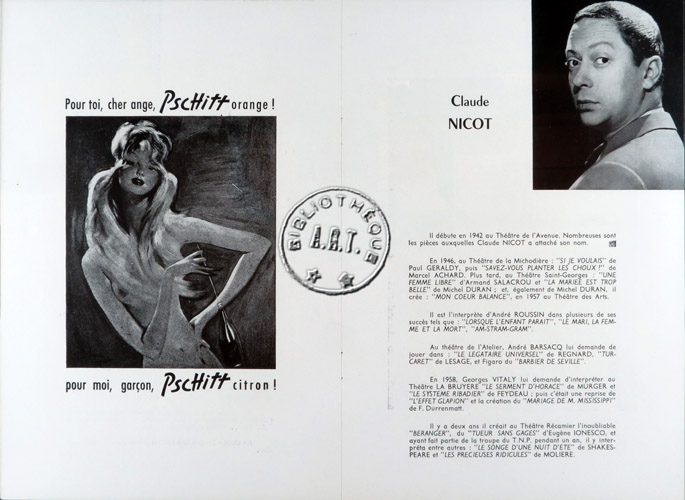 Pour toi, cher ange, PscHitt orange !
pour moi, garçon, PscHitt citron !
BIBLIOTHÈQUE
A.R.T.
Claude
NICOT
Il débute en 1942 au Théâtre de l'Avenue. Nombreuses sont
les pièces auxquelles Claude NICOT a attaché son nom.
En 1946, au Théâtre de la Michodière : "SI JE VOULAIS" de
Paul GERALDY, puis "SAVEZ-VOUS PLANTER LES CHOUX ?" de
Marcel ACHARD. Plus tard, au Théâtre Saint-Georges : "UNE
FEMME LIBRE" d'Armand SALACROU et "LA MARIEE EST TROP
BELLE" de Michel DURAN ; et, également de Michel DURAN, il
crée : "MON COEUR BALANCE", en 1957 au Théâtre des Arts.
Il est l'interprète d'André ROUSSIN dans plusieurs de ses
succès tels que : "LORSQUE L'ENFANT PARAIT", "LE MARI, LA FEM-
ME ET LA MORT", "AM-STRAM-GRAM".
Au théâtre de l'Atelier, André BARSACQ lui demande de
jouer dans : "LE LEGATAIRE UNIVERSEL" de REGNARD, "TUR-
CARET" de LESAGE, et Figaro du "BARBIER DE SEVILLE".
En 1958, Georges VITALY lui demande d'interpréter au
Théâtre LA BRUYERE "LE SERMENT D'HORACE" de MURGER et
"LE SYSTEME RIBADIER" de FEYDEAU ; puis c'était une reprise de
"L'EFFET GLAPION" et la création du "MARIAGE DE M. MISSISSIPPI"
de F. Durrenmatt.
Il y a deux ans il créait au Théâtre Récamier l'inoubliable
"BERANGER", du "TUEUR SANS GAGES" d'Eugène IONESCO, et
ayant fait partie de la troupe du T.N.P. pendant un an, il y inter-
préta entre autres : "LE SONGE D'UNE NUIT D'ETE" de SHAKES-
PEARE et "LES PRECIEUSES RIDICULES" de MOLIERE.